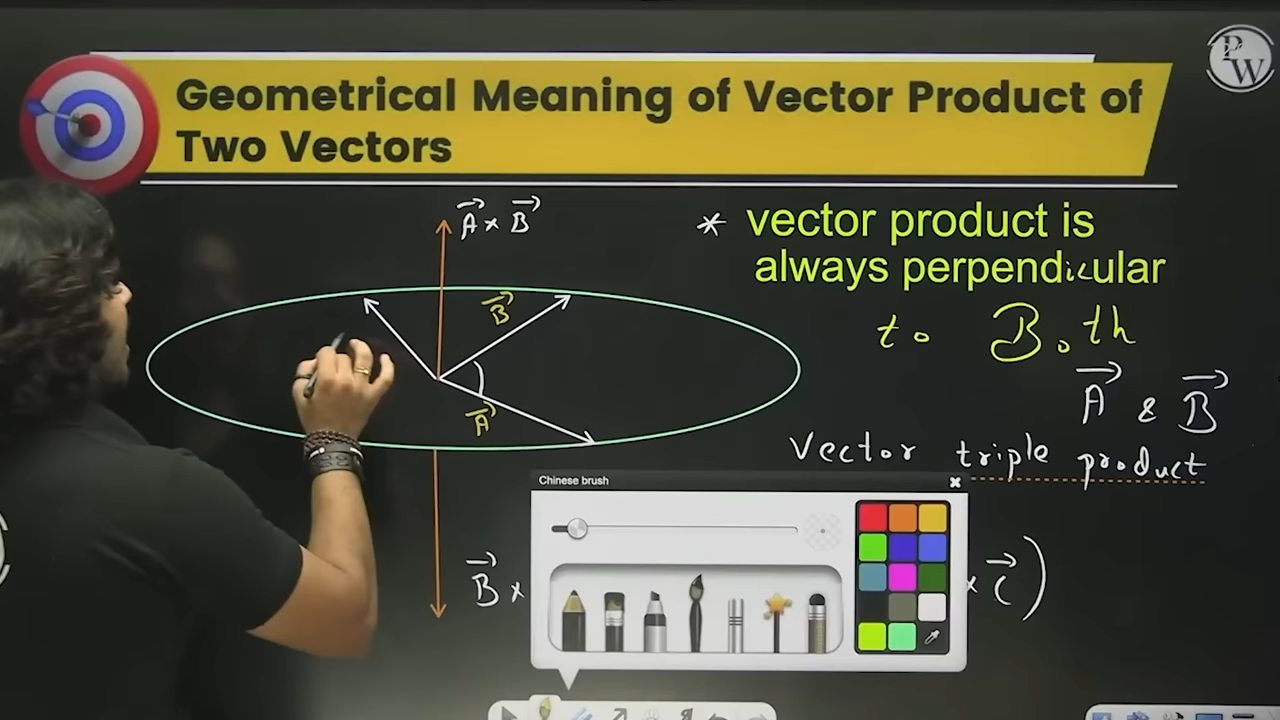 Geometrical Meaning of Vector Product of
Two Vectors
PW
A⃗ × B⃗
* vector product is
always perpendicular
to Both
A⃗ & B⃗
B⃗
A⃗
Vector triple product
Chinese brush
B⃗ ×
× C⃗)